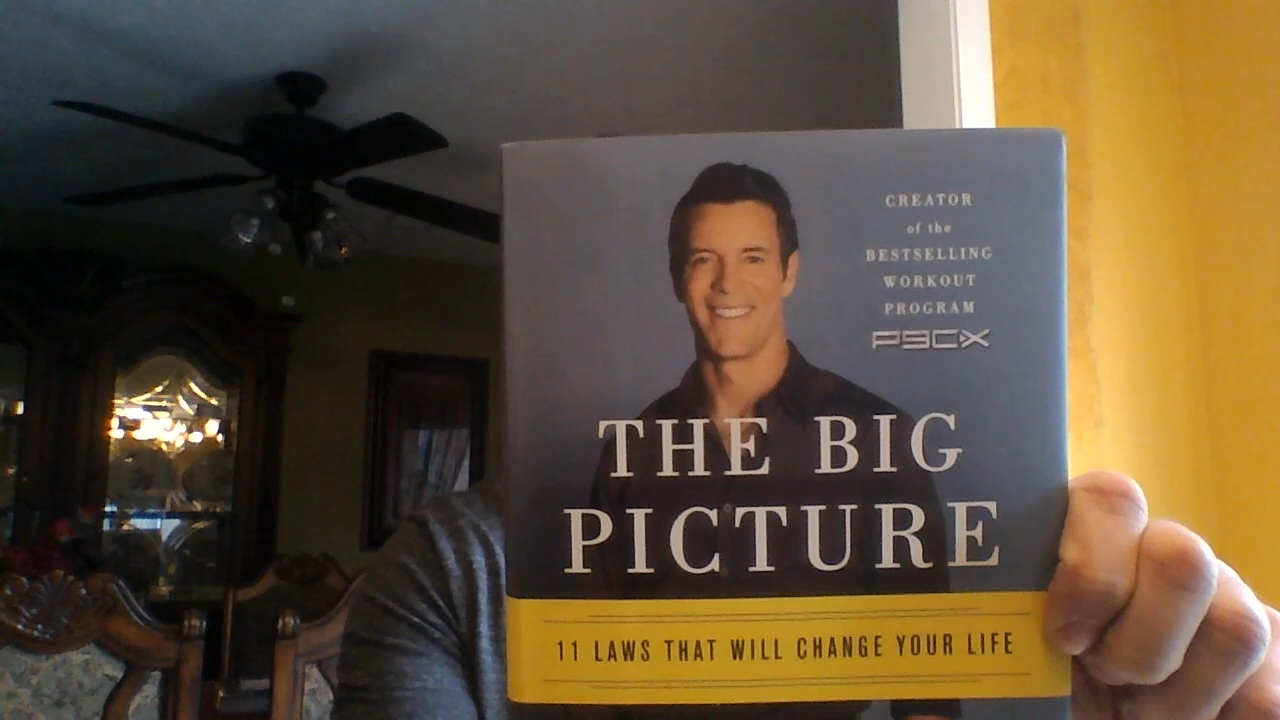 CREATOR
of the
BESTSELLING
WORKOUT
PROGRAM
P90X
THE BIG
PICTURE
11 LAWS THAT WILL CHANGE YOUR LIFE